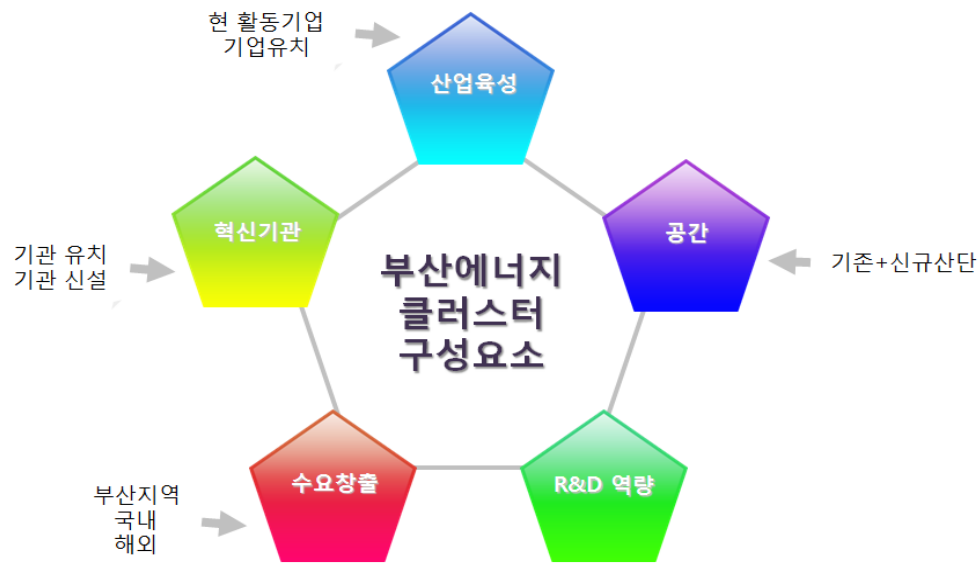 현 활동기업
기업유치
산업육성
혁신기관
공간
기관 유치
기관 신설
부산에너지
클러스터
구성요소
기존+신규산단
수요창출
R&D 역량
부산지역
국내
해외